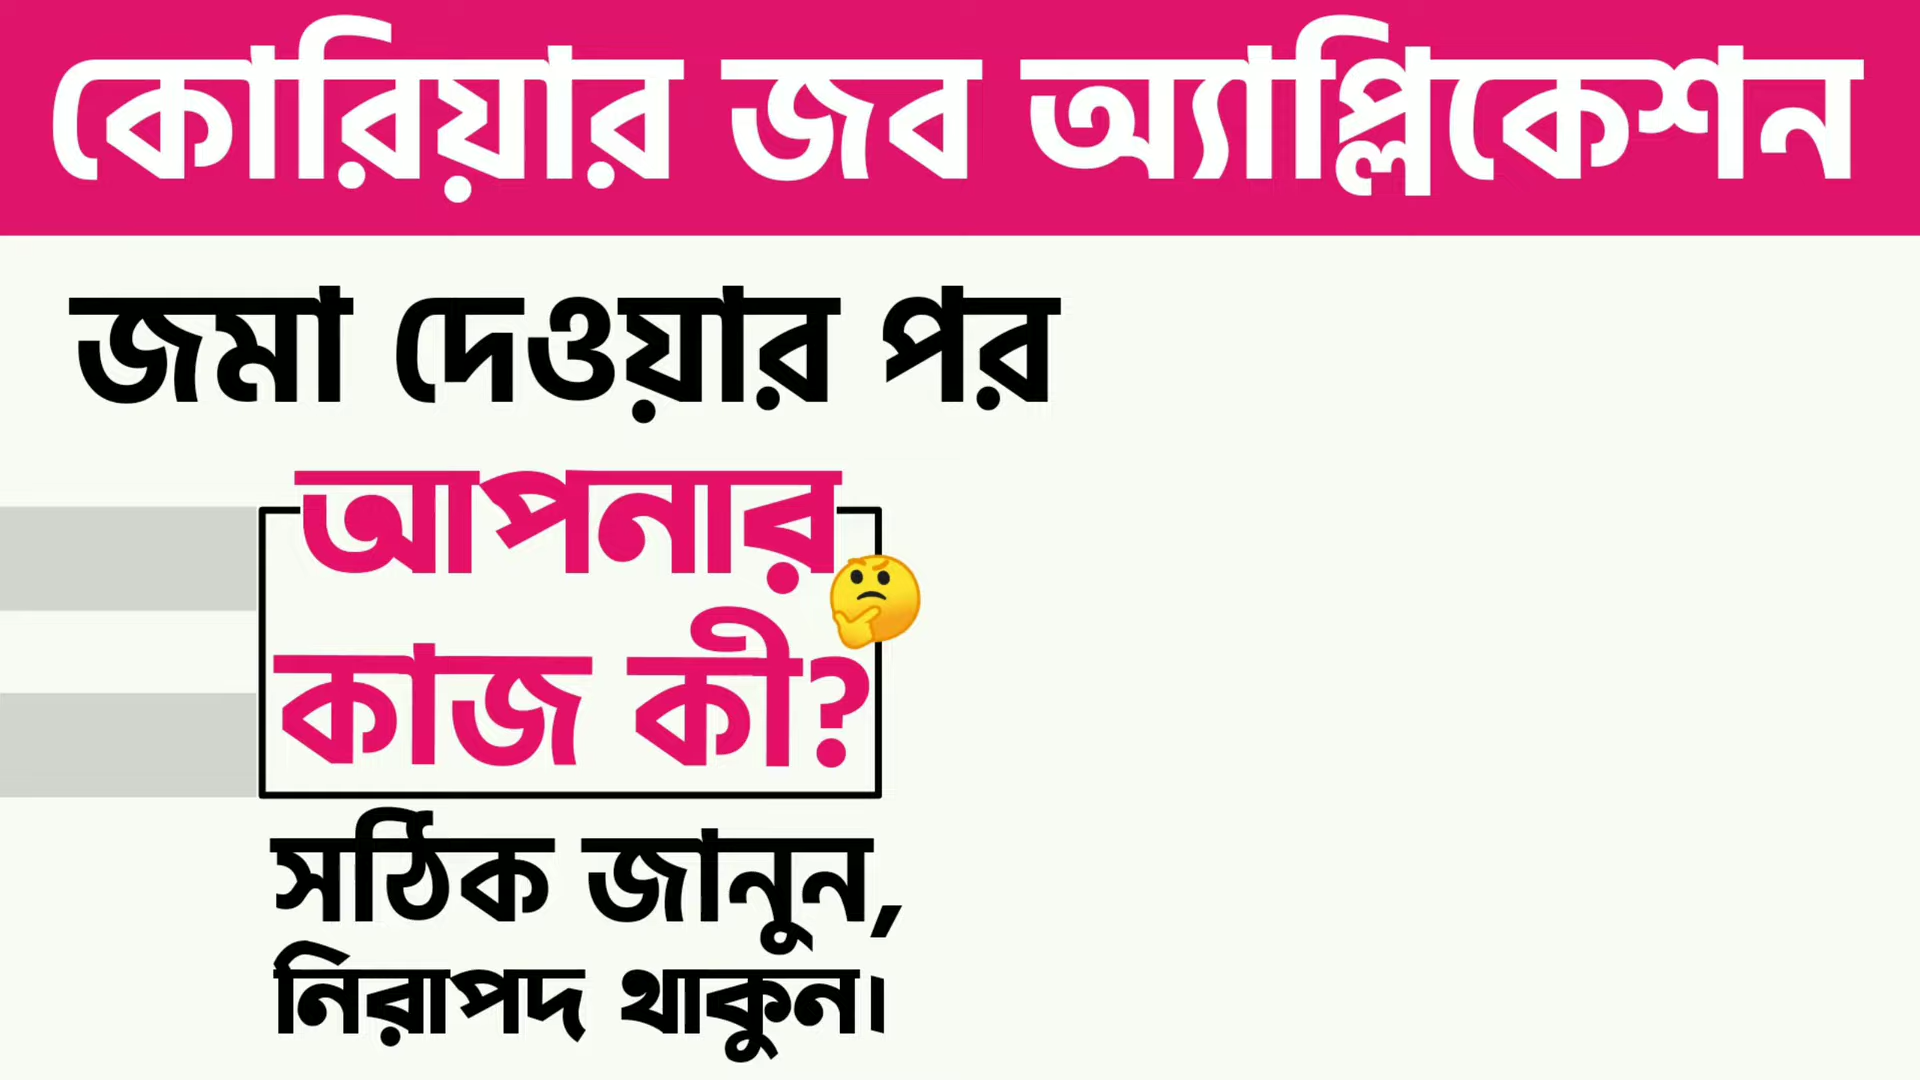 কোরিয়ার জব অ্যাপ্লিকেশন
জমা দেওয়ার পর
আপনার
কাজ কী?
সঠিক জানুন,
নিরাপদ থাকুন।